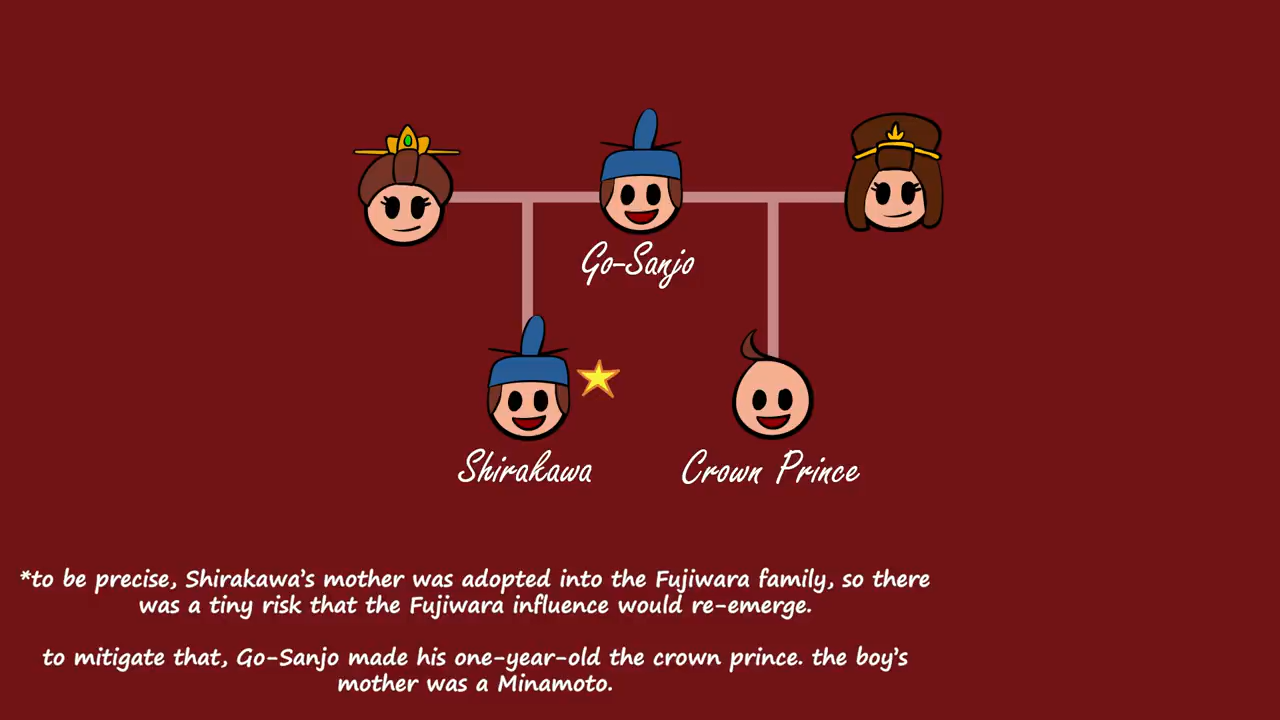 Go-Sanjo
Shirakawa
Crown Prince
*to be precise, Shirakawa's mother was adopted into the Fujiwara family, so there
was a tiny risk that the Fujiwara influence would re-emerge.
to mitigate that, Go-Sanjo made his one-year-old the crown prince. the boy's
mother was a Minamoto.